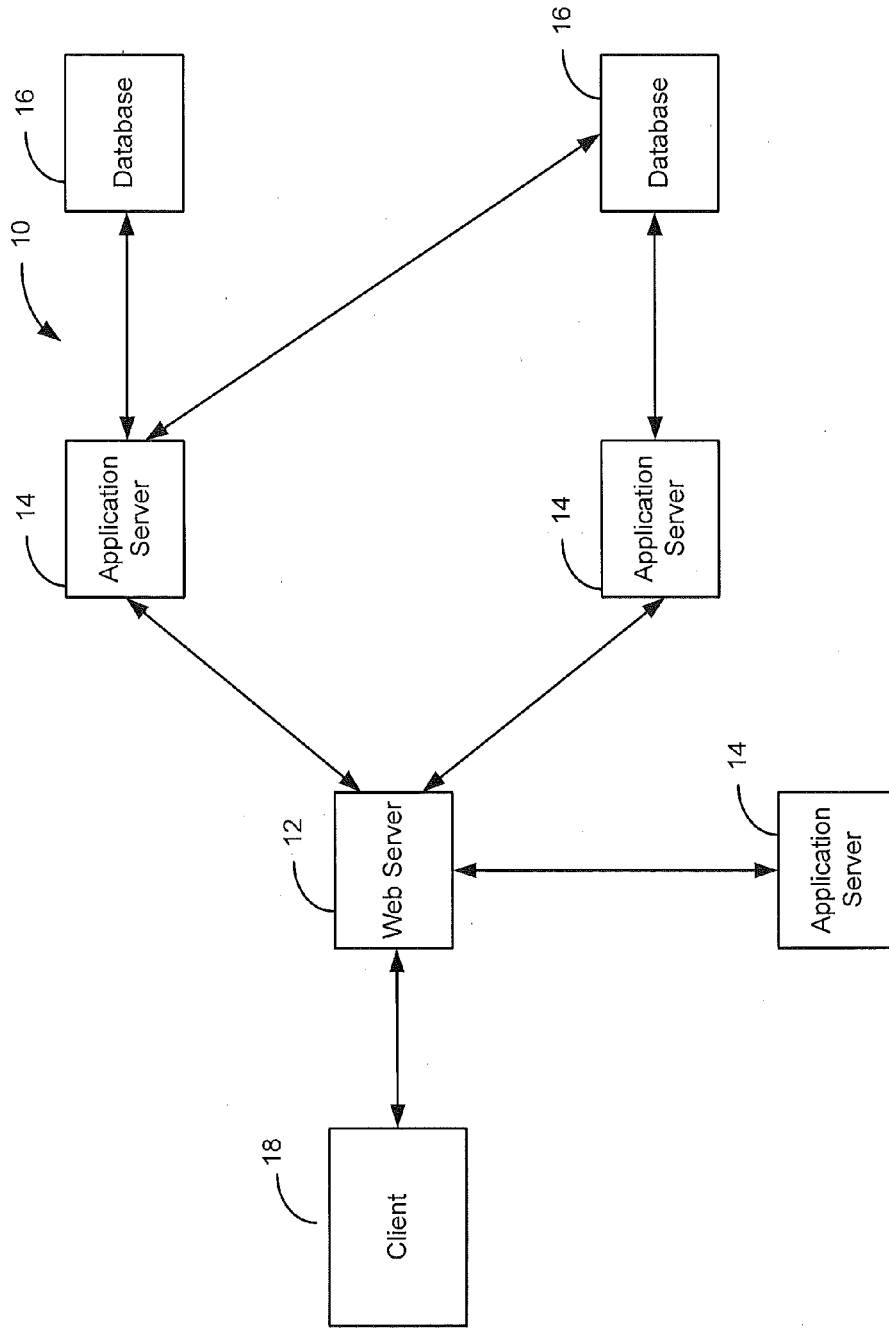 10
16
Database
14
Application
Server
12
Web Server
18
Client
16
Database
14
Application
Server
14
Application
Server